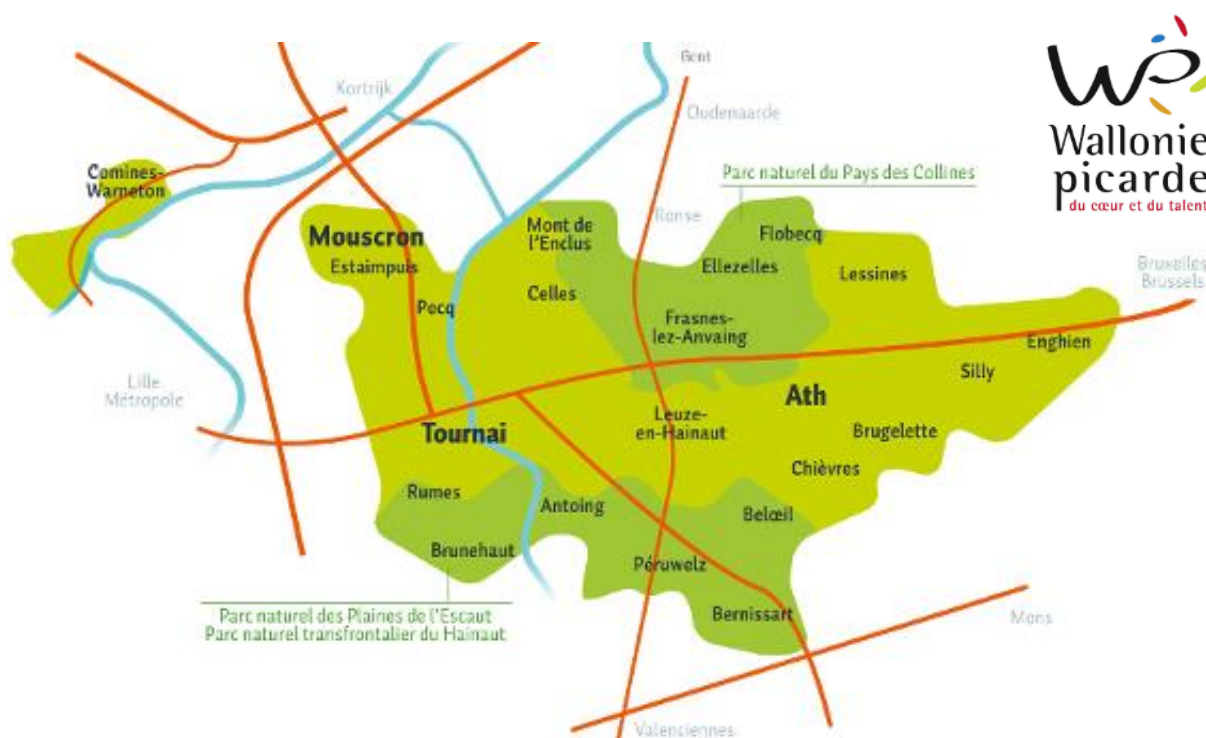 Gent
Kortrijk
Oudenaarde
Wallonie
picarde
du cœur et du talent
Comines-
Warneton
Parc naturel du Pays des Collines
Ronse
Mont de
l'Enclus
Flobecq
Mouscron
Estaimpuis
Ellezelles
Lessines
Bruxelles
Brussels
Celles
Pecq
Frasnes-
lez-Anvaing
Enghien
Silly
Lille
Métropole
Ath
Leuze-
en-Hainaut
Tournai
Brugelette
Chièvres
Rumes
Antoing
Belœil
Brunehaut
Péruwelz
Parc naturel des Plaines de l'Escaut
Parc naturel transfrontalier du Hainaut
Bernissart
Mons
Valenciennes